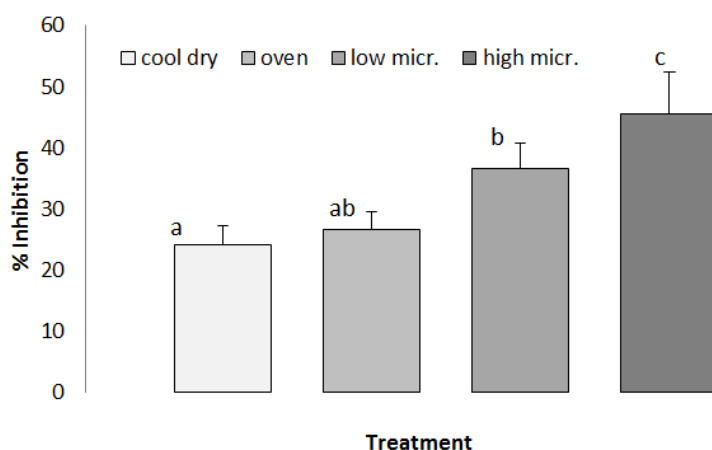 60
cool dry oven low micr. high micr.
c
50
b
40
% Inhibition
ab
30
a
20
10
0
Treatment